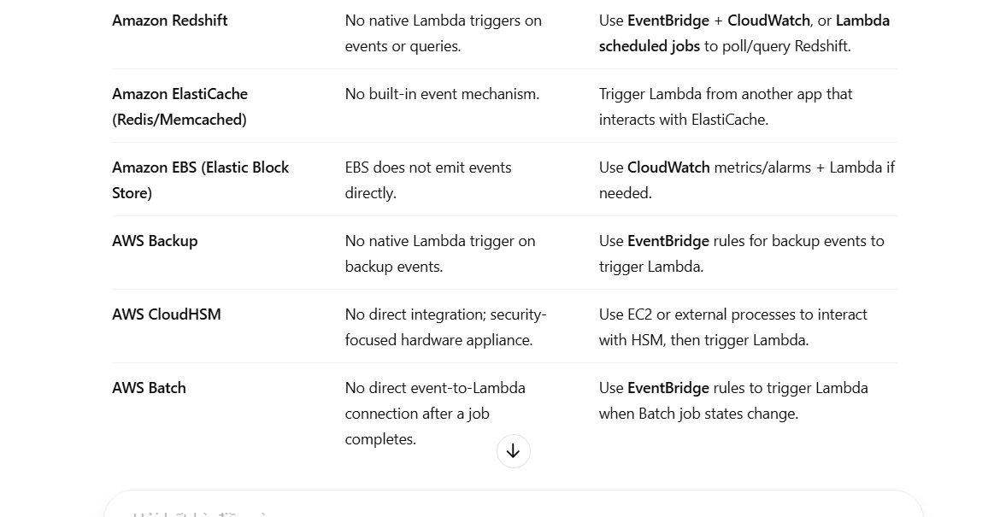 Amazon Redshift
No native Lambda triggers on
events or queries.
Use EventBridge + CloudWatch, or Lambda
scheduled jobs to poll/query Redshift.
Amazon ElastiCache
(Redis/Memcached)
No built-in event mechanism.
Trigger Lambda from another app that
interacts with ElastiCache.
Amazon EBS (Elastic Block
Store)
EBS does not emit events
directly.
Use CloudWatch metrics/alarms + Lambda if
needed.
AWS Backup
No native Lambda trigger on
backup events.
Use EventBridge rules for backup events to
trigger Lambda.
AWS CloudHSM
No direct integration; security-
focused hardware appliance.
Use EC2 or external processes to interact
with HSM, then trigger Lambda.
AWS Batch
No direct event-to-Lambda
connection after a job
completes.
Use EventBridge rules to trigger Lambda
when Batch job states change.